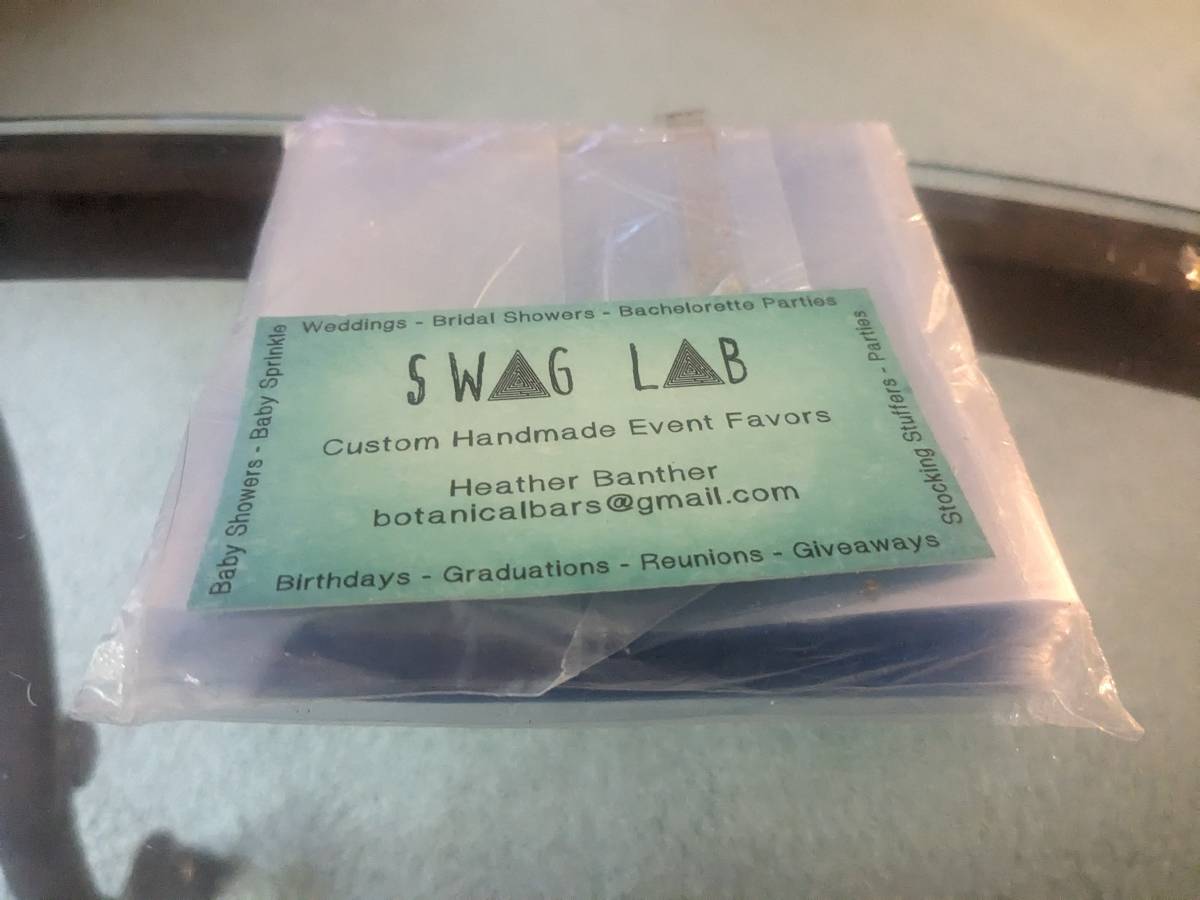 Weddings - Bridal Showers - Bachelorette Parties
Baby Showers - Baby Sprinkle
SWAG LAB
Custom Handmade Event Favors
Heather Banther
botanicalbars@gmail.com
Stocking Stuffers - Parties
Birthdays - Graduations - Reunions - Giveaways